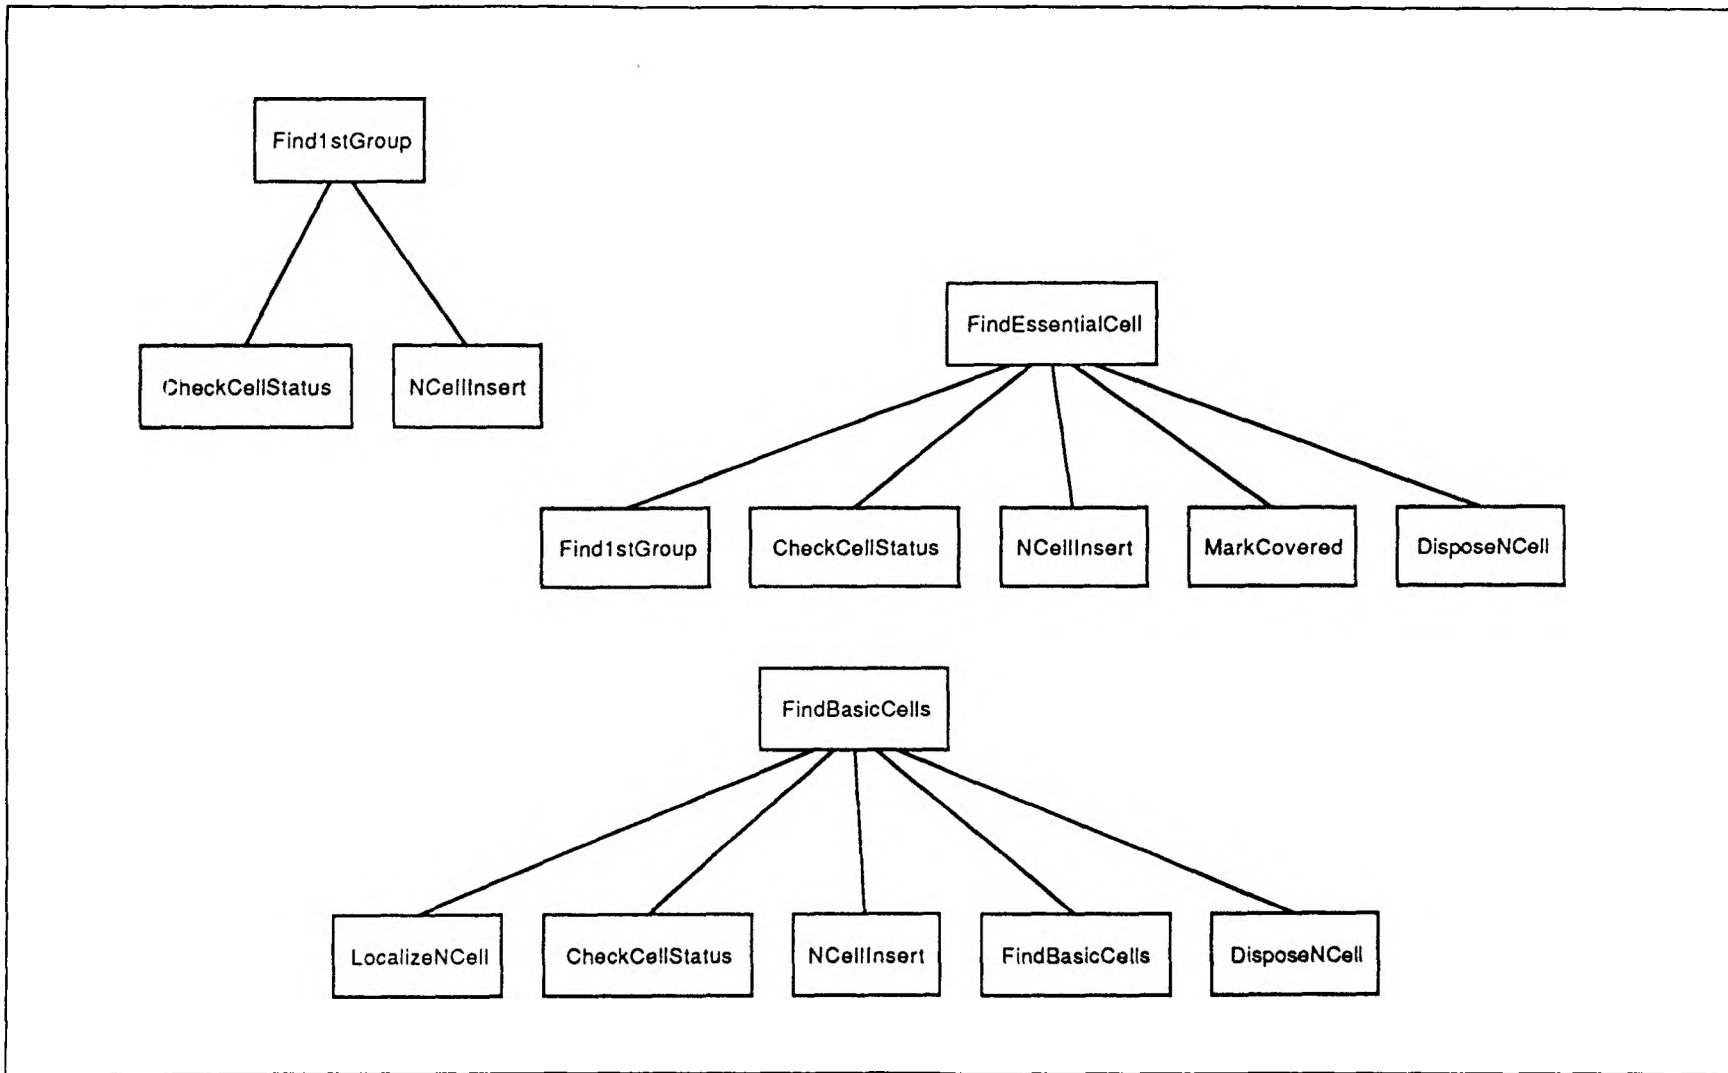 Find1stGroup
CheckCellStatus
NCellInsert
FindEssentialCell
Find1stGroup
CheckCellStatus
NCellInsert
MarkCovered
DisposeNCell
FindBasicCells
LocalizeNCell
CheckCellStatus
NCellInsert
FindBasicCells
DisposeNCell